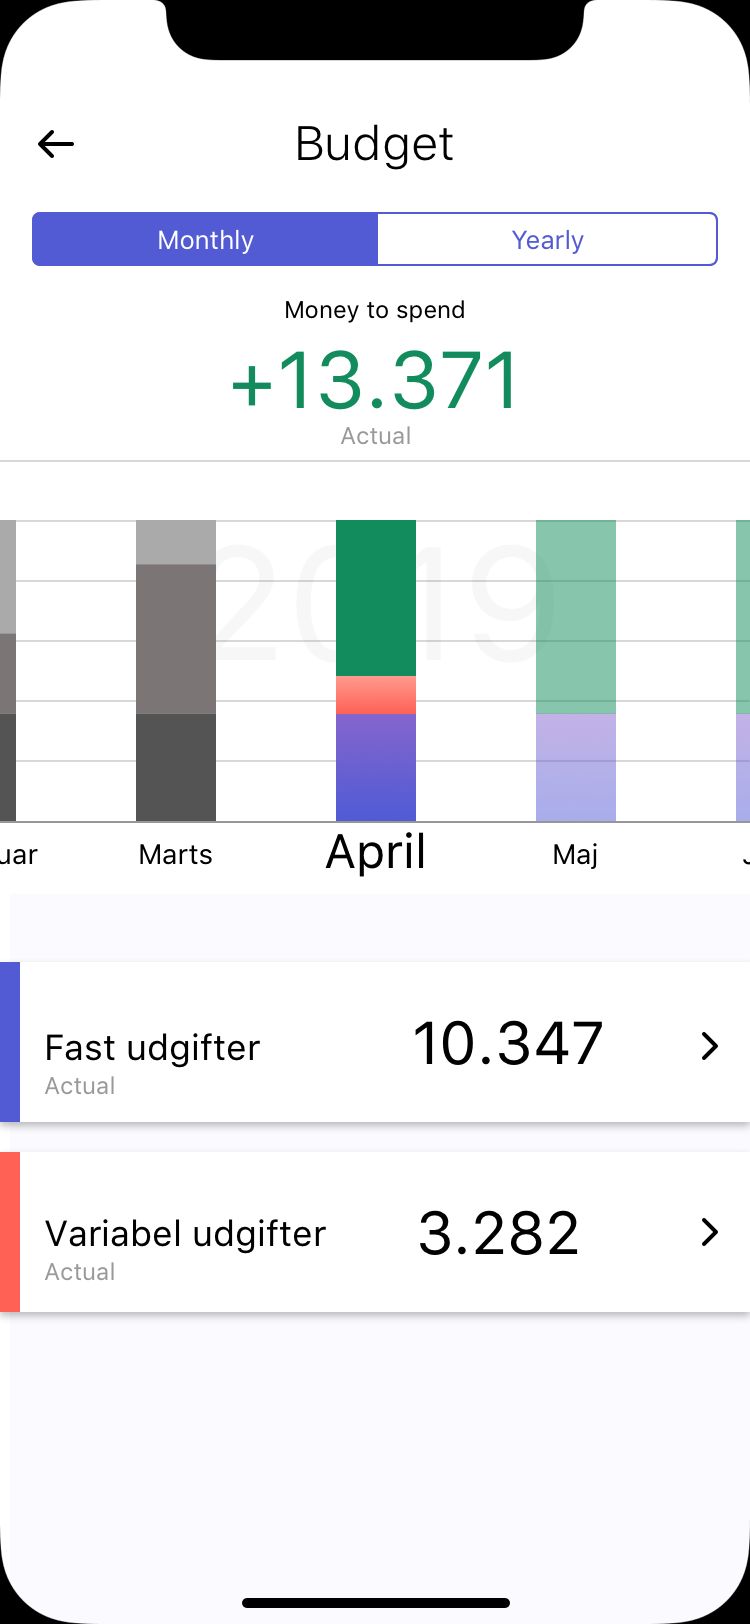 Budget
Monthly Yearly
Money to spend
+13.371
Actual
2019
uar Marts April Maj J
Fast udgifter 10.347
Actual
Variabel udgifter 3.282
Actual